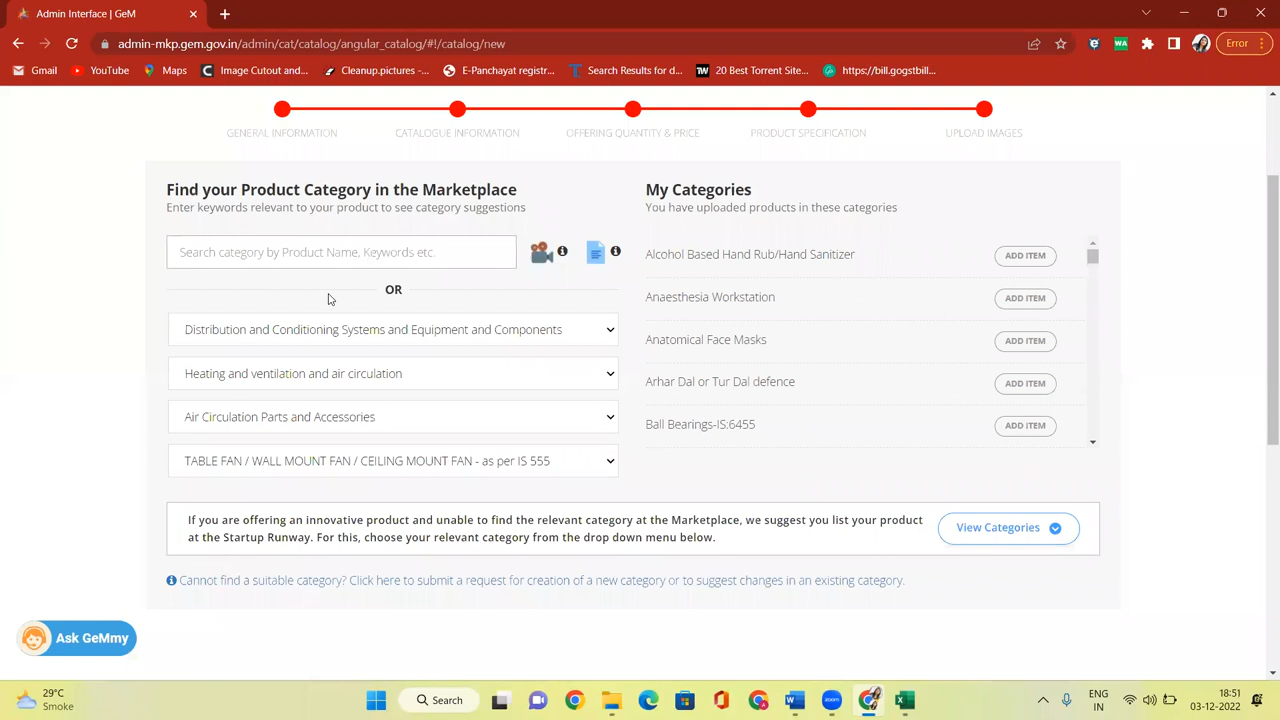 Admin Interface | GeM
admin-mkp.gem.gov.in/admin/cat/catalog/angular_catalog/#!/catalog/new
Error
Gmail
YouTube
Maps
Image Cutout and...
Cleanup.pictures -...
E-Panchayat registr...
Search Results for d...
20 Best Torrent Site...
https://bill.gogstbill...
GENERAL INFORMATION
CATALOGUE INFORMATION
OFFERING QUANTITY & PRICE
PRODUCT SPECIFICATION
UPLOAD IMAGES
Find your Product Category in the Marketplace
Enter keywords relevant to your product to see category suggestions
Search category by Product Name, Keywords etc.
OR
Distribution and Conditioning Systems and Equipment and Components
Heating and ventilation and air circulation
Air Circulation Parts and Accessories
TABLE FAN / WALL MOUNT FAN / CEILING MOUNT FAN - as per IS 555
My Categories
You have uploaded products in these categories
Alcohol Based Hand Rub/Hand Sanitizer ADD ITEM
Anaesthesia Workstation ADD ITEM
Anatomical Face Masks ADD ITEM
Arhar Dal or Tur Dal defence ADD ITEM
Ball Bearings-IS:6455 ADD ITEM
If you are offering an innovative product and unable to find the relevant category at the Marketplace, we suggest you list your product
at the Startup Runway. For this, choose your relevant category from the drop down menu below.
View Categories
Cannot find a suitable category? Click here to submit a request for creation of a new category or to suggest changes in an existing category.
Ask GeMmy
29°C
Smoke
Search
ENG
IN
18:51
03-12-2022